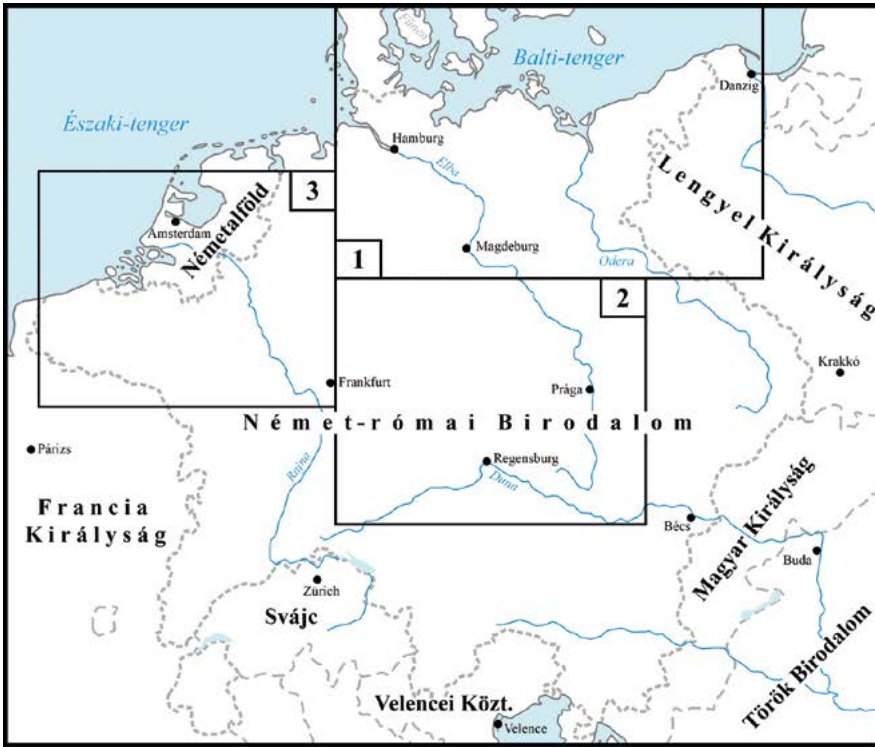 Fünen
Balti-tenger
Danzig
Északi-tenger
Hamburg
Elba
3
Lengyel Királyság
Amsterdam
Németalföld
1
Magdeburg
Odera
2
Krakkó
Frankfurt
Prága
Német-római Birodalom
Párizs
Rajna
Regensburg
Duna
Francia
Királyság
Bécs
Magyar Királyság
Buda
Zürich
Svájc
Török Birodalom
Velencei Közt.
Velence